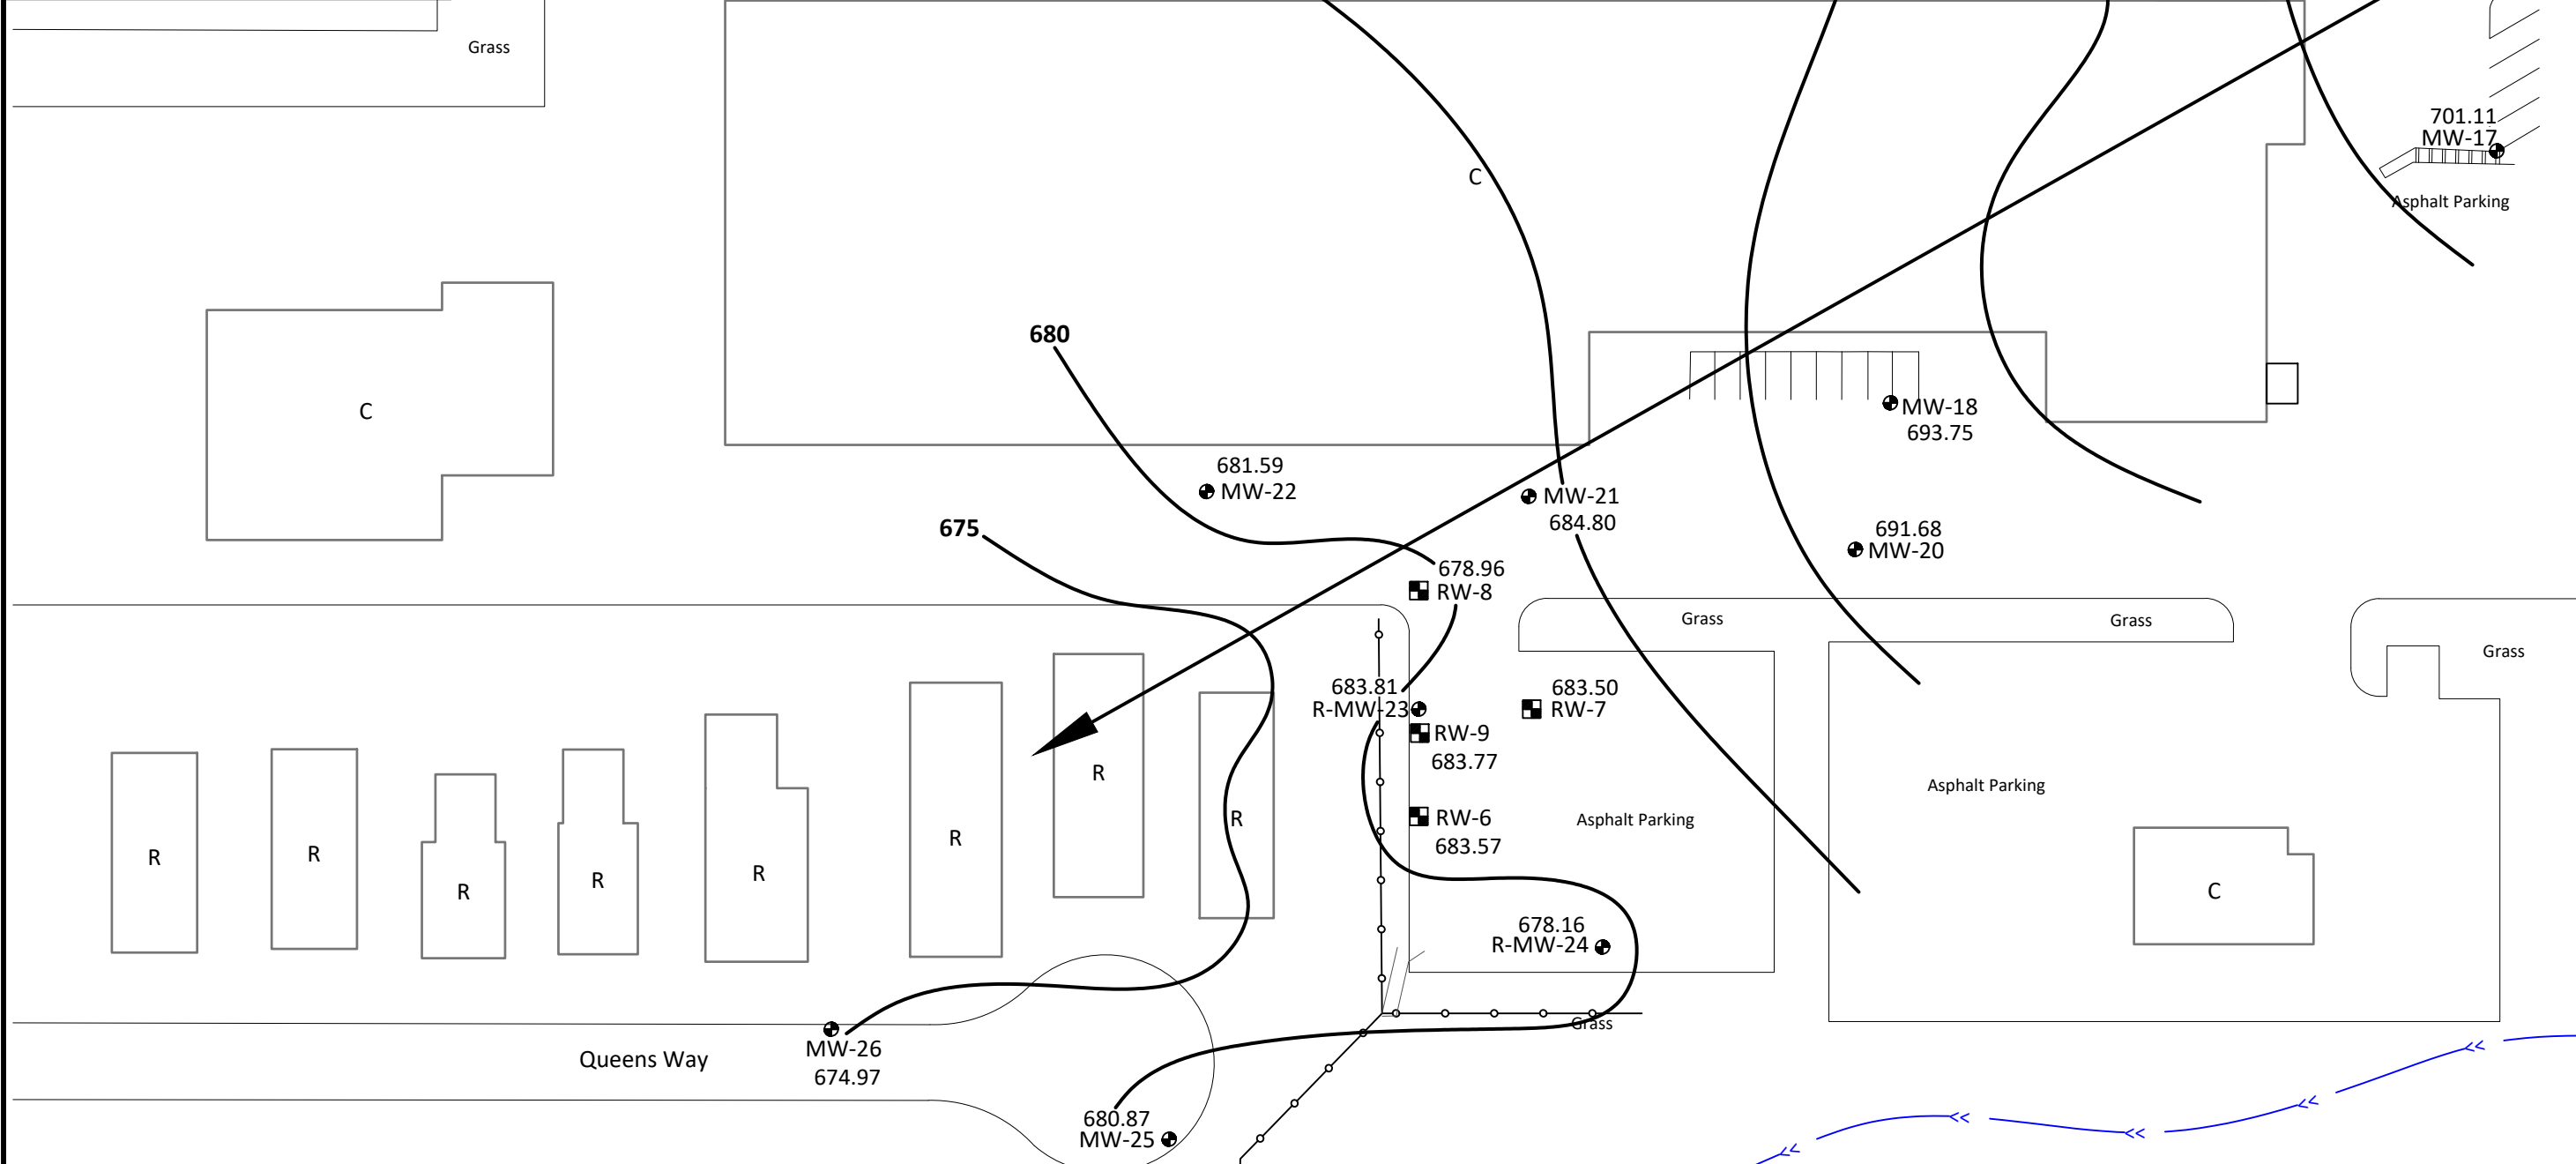 Grass
701.11
MW-17
C
Asphalt Parking
680
MW-18
693.75
C
681.59
MW-22
MW-21
684.80
675
691.68
MW-20
678.96
RW-8
Grass
Grass
Grass
683.81
R-MW-23
683.50
RW-7
RW-9
683.77
R
Asphalt Parking
RW-6
683.57
R
Asphalt Parking
R
R
R
R
R
R
C
678.16
R-MW-24
Grass
MW-26
674.97
Queens Way
680.87
MW-25